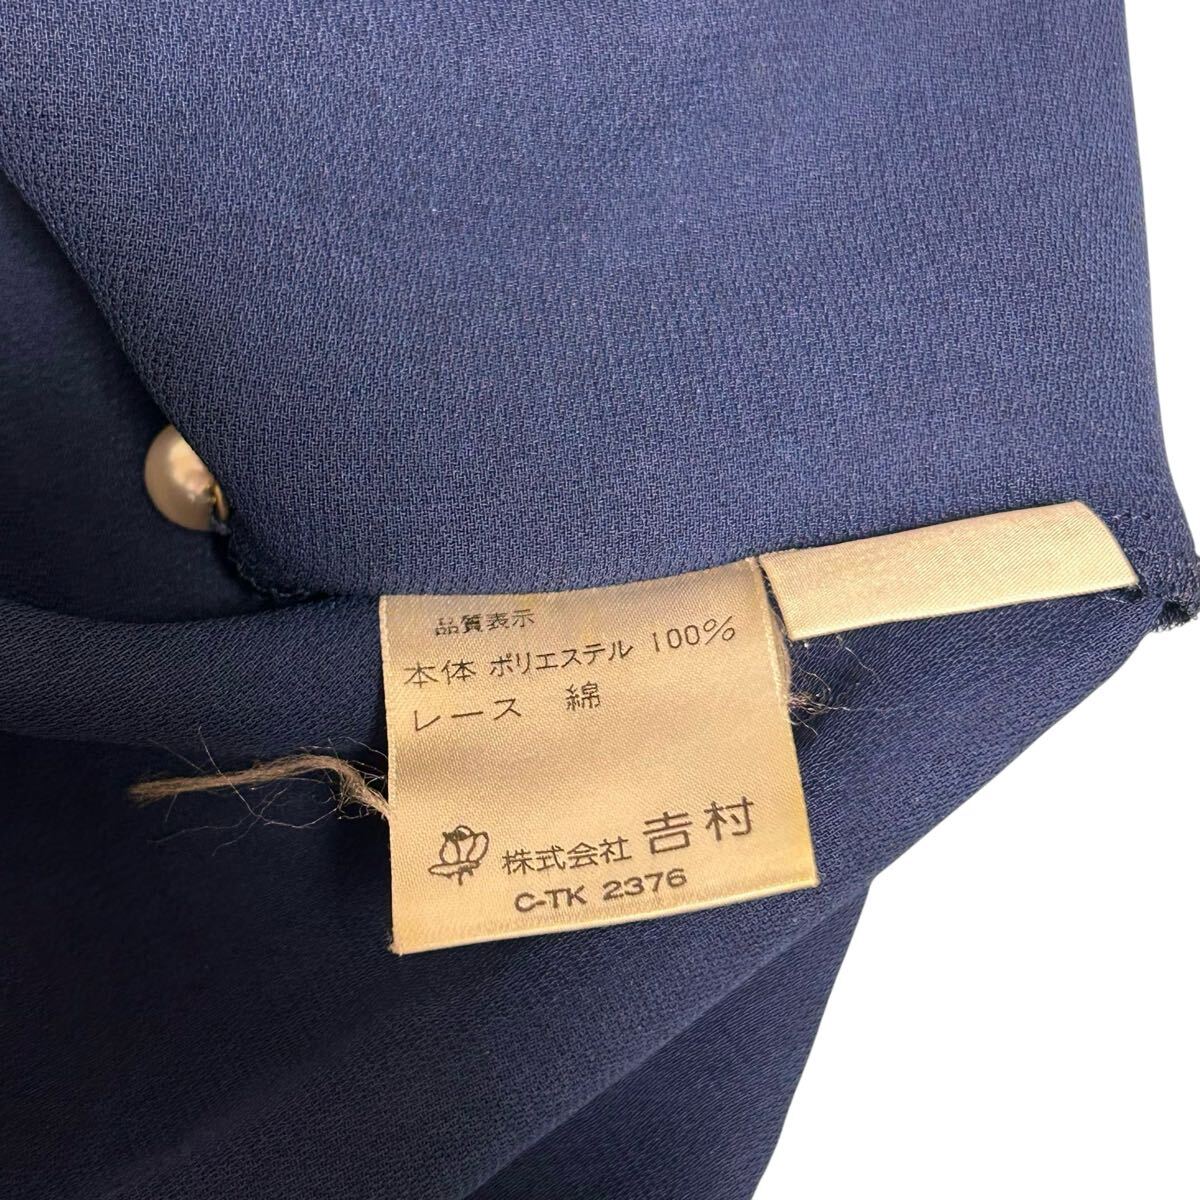 品質表示
本体 ポリエステル 100%
レース 綿
株式会社 𠮷村
C-TK 2376